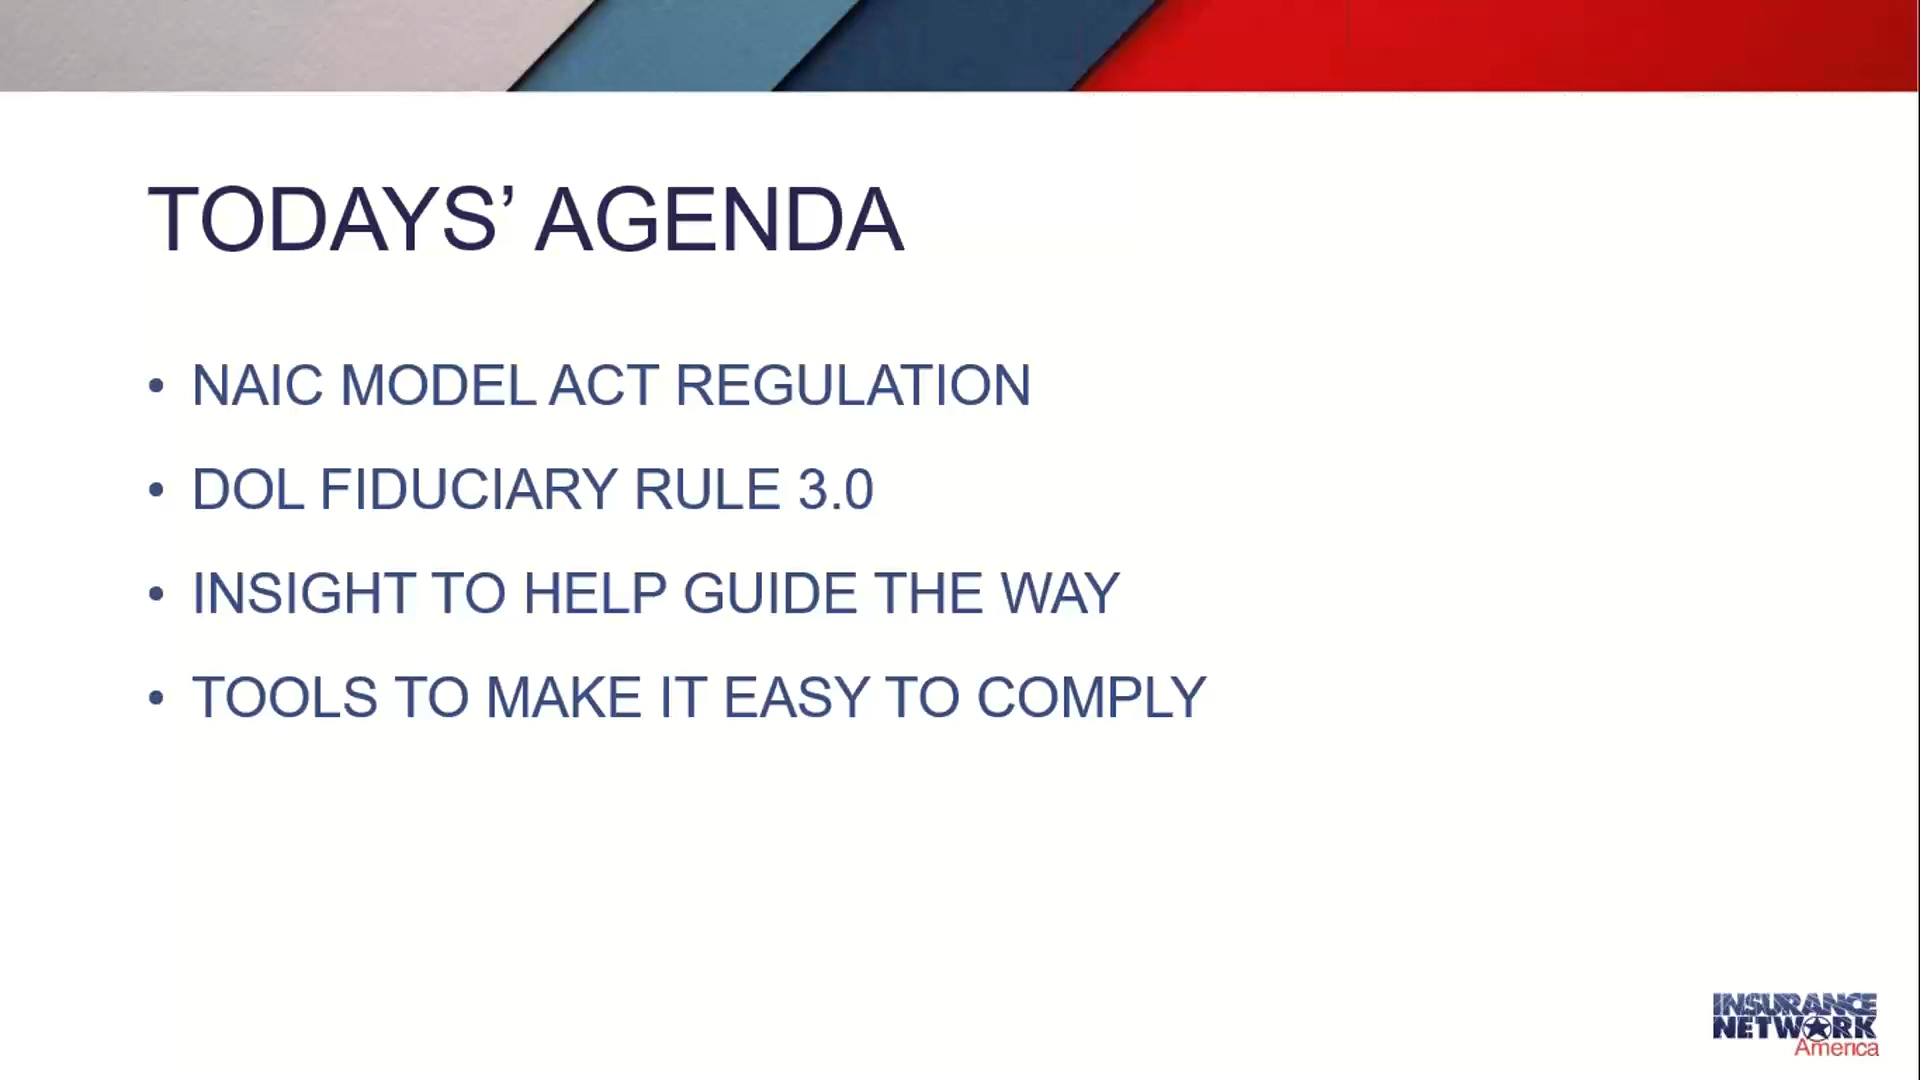 TODAYS’ AGENDA
• NAIC MODEL ACT REGULATION
• DOL FIDUCIARY RULE 3.0
• INSIGHT TO HELP GUIDE THE WAY
• TOOLS TO MAKE IT EASY TO COMPLY
INSURANCE
NETWORK
America